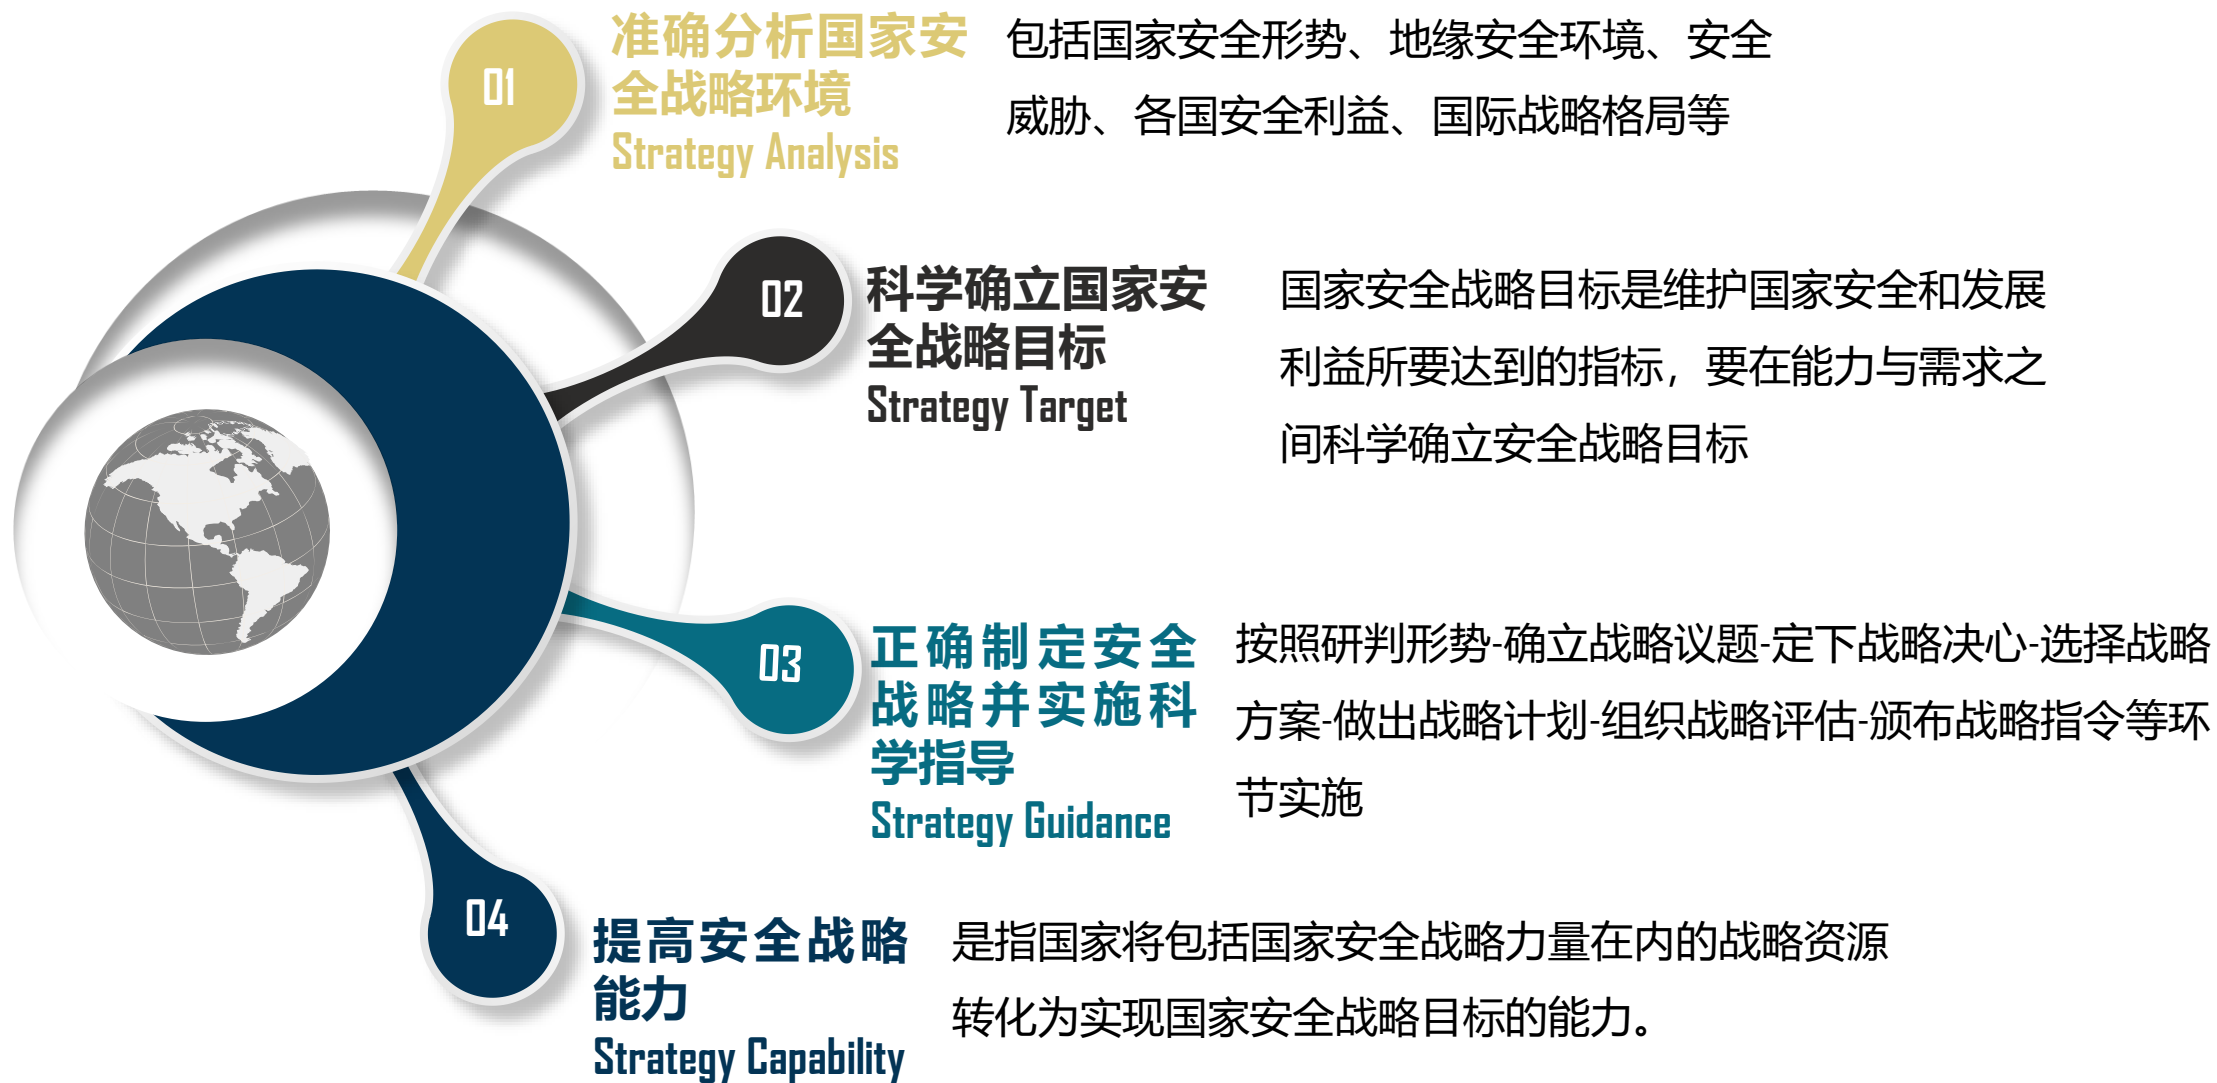 01
准确分析国家安
全战略环境
Strategy Analysis
包括国家安全形势、地缘安全环境、安全
威胁、各国安全利益、国际战略格局等
02
科学确立国家安
全战略目标
Strategy Target
国家安全战略目标是维护国家安全和发展
利益所要达到的指标，要在能力与需求之
间科学确立安全战略目标
03
正确制定安全
战略并实施科
学指导
Strategy Guidance
按照研判形势-确立战略议题-定下战略决心-选择战略
方案-做出战略计划-组织战略评估-颁布战略指令等环
节实施
04
提高安全战略
能力
Strategy Capability
是指国家将包括国家安全战略力量在内的战略资源
转化为实现国家安全战略目标的能力。